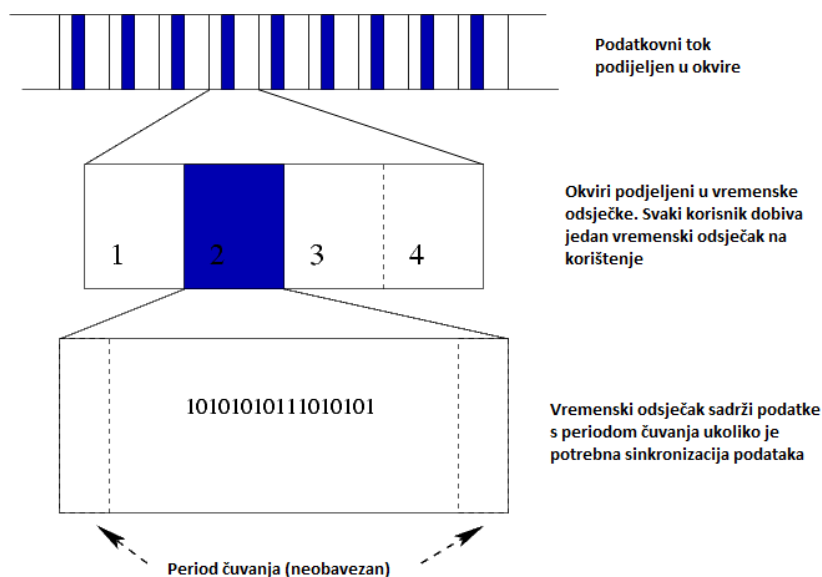 Podatkovni tok
podijeljen u okvire
Okviri podjeljeni u vremenske
odsječke. Svaki korisnik dobiva
jedan vremenski odsječak na
korištenje
1 2 3 4
10101010111010101
Vremenski odsječak sadrži podatke
s periodom čuvanja ukoliko je
potrebna sinkronizacija podataka
Period čuvanja (neobavezan)